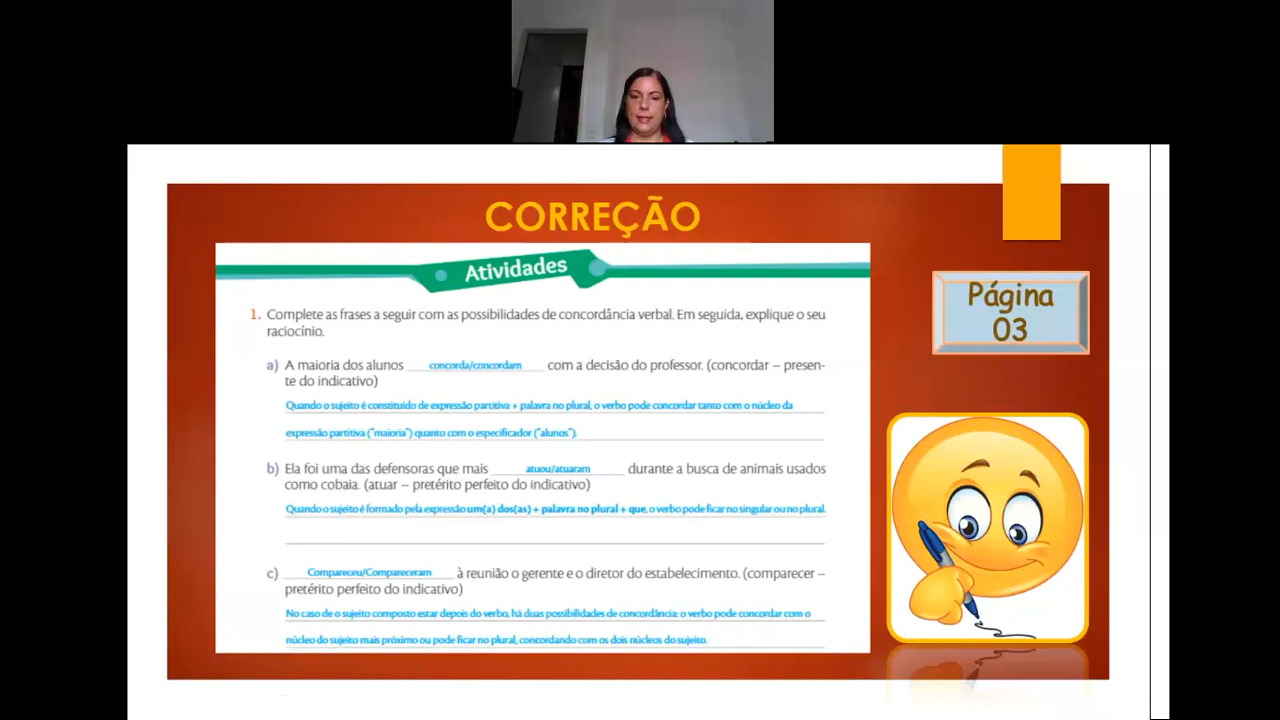 CORREÇÃO
Atividades
Página
03
1. Complete as frases a seguir com as possibilidades de concordância verbal. Em seguida, explique o seu
raciocínio.
a) A maioria dos alunos concorda/concordam com a decisão do professor. (concordar – presen-
te do indicativo)
Quando o sujeito é constituído de expressão partitiva + palavra no plural, o verbo pode concordar tanto com o núcleo da
expressão partitiva ("maioria") quanto com o especificador ("alunos").
b) Ela foi uma das defensoras que mais atuou/atuaram durante a busca de animais usados
como cobaia. (atuar – pretérito perfeito do indicativo)
Quando o sujeito é formado pela expressão um(a) dos(as) + palavra no plural + que, o verbo pode ficar no singular ou no plural.
c) Compareceu/Compareceram à reunião o gerente e o diretor do estabelecimento. (comparecer –
pretérito perfeito do indicativo)
No caso de o sujeito composto estar depois do verbo, há duas possibilidades de concordância: o verbo pode concordar com o
núcleo do sujeito mais próximo ou pode ficar no plural, concordando com os dois núcleos do sujeito.